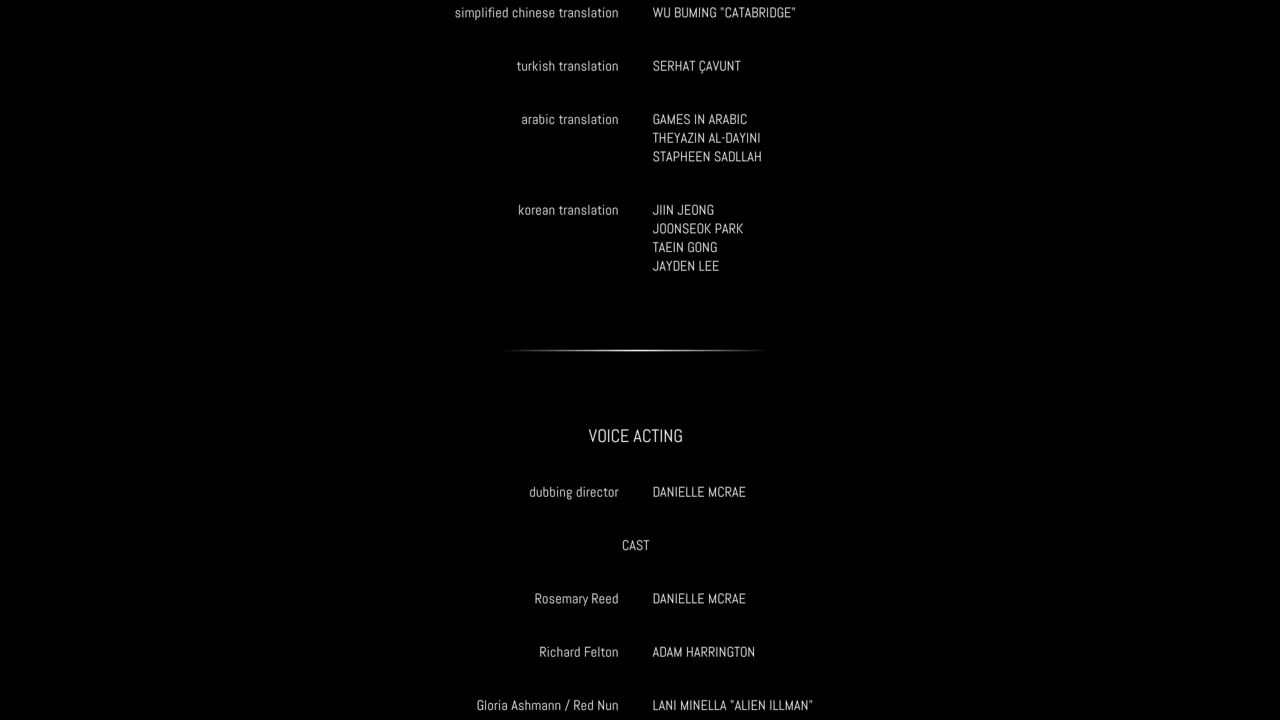 simplified chinese translation WU BUMING "CATABRIDGE"
turkish translation SERHAT ÇAVUNT
arabic translation GAMES IN ARABIC
THEYAZIN AL-DAYINI
STAPHEEN SADLLAH
korean translation JIIN JEONG
JOONSEOK PARK
TAEIN GONG
JAYDEN LEE
VOICE ACTING
dubbing director DANIELLE MCRAE
CAST
Rosemary Reed DANIELLE MCRAE
Richard Felton ADAM HARRINGTON
Gloria Ashmann / Red Nun LANI MINELLA "ALIEN ILLMAN"